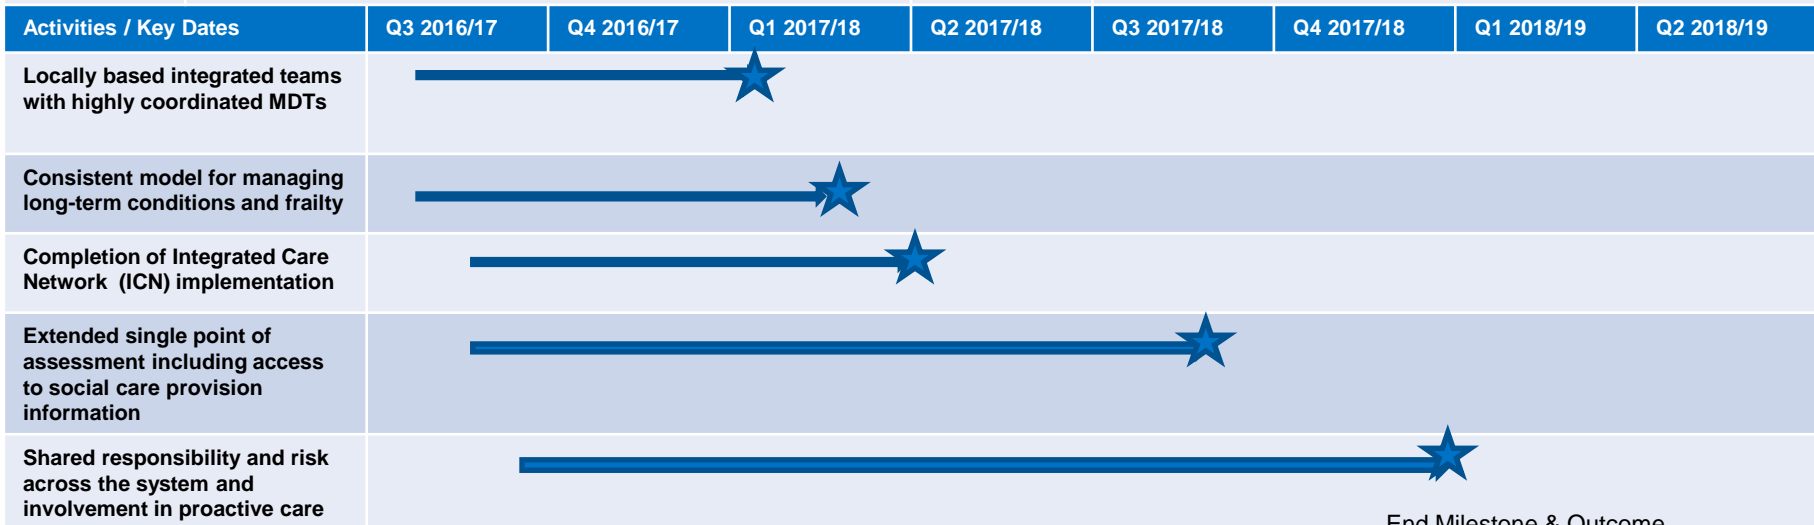 Activities / Key Dates Q3 2016/17 Q4 2016/17 Q1 2017/18 Q2 2017/18 Q3 2017/18 Q4 2017/18 Q1 2018/19 Q2 2018/19
Locally based integrated teams
with highly coordinated MDTs
Consistent model for managing
long-term conditions and frailty
Completion of Integrated Care
Network (ICN) implementation
Extended single point of
assessment including access
to social care provision
information
Shared responsibility and risk
across the system and
involvement in proactive care
End Milestone & Outcome